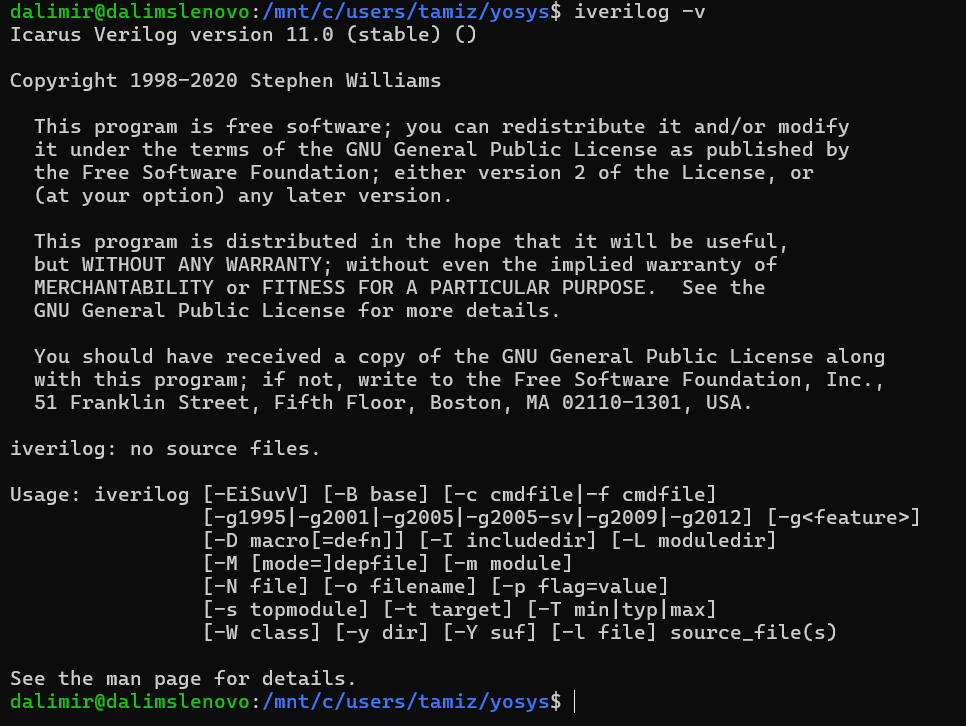 dalimir@dalimslenovo:/mnt/c/users/tamiz/yosys$ iverilog -v
Icarus Verilog version 11.0 (stable) ()
Copyright 1998-2020 Stephen Williams
This program is free software; you can redistribute it and/or modify
it under the terms of the GNU General Public License as published by
the Free Software Foundation; either version 2 of the License, or
(at your option) any later version.
This program is distributed in the hope that it will be useful,
but WITHOUT ANY WARRANTY; without even the implied warranty of
MERCHANTABILITY or FITNESS FOR A PARTICULAR PURPOSE.  See the
GNU General Public License for more details.
You should have received a copy of the GNU General Public License along
with this program; if not, write to the Free Software Foundation, Inc.,
51 Franklin Street, Fifth Floor, Boston, MA 02110-1301, USA.
iverilog: no source files.
Usage: iverilog [-EiSuvV] [-B base] [-c cmdfile|-f cmdfile]
[-g1995|-g2001|-g2005|-g2005-sv|-g2009|-g2012] [-g<feature>]
[-D macro[=defn]] [-I includedir] [-L moduledir]
[-M [mode=]depfile] [-m module]
[-N file] [-o filename] [-p flag=value]
[-s topmodule] [-t target] [-T min|typ|max]
[-W class] [-y dir] [-Y suf] [-l file] source_file(s)
See the man page for details.
dalimir@dalimslenovo:/mnt/c/users/tamiz/yosys$